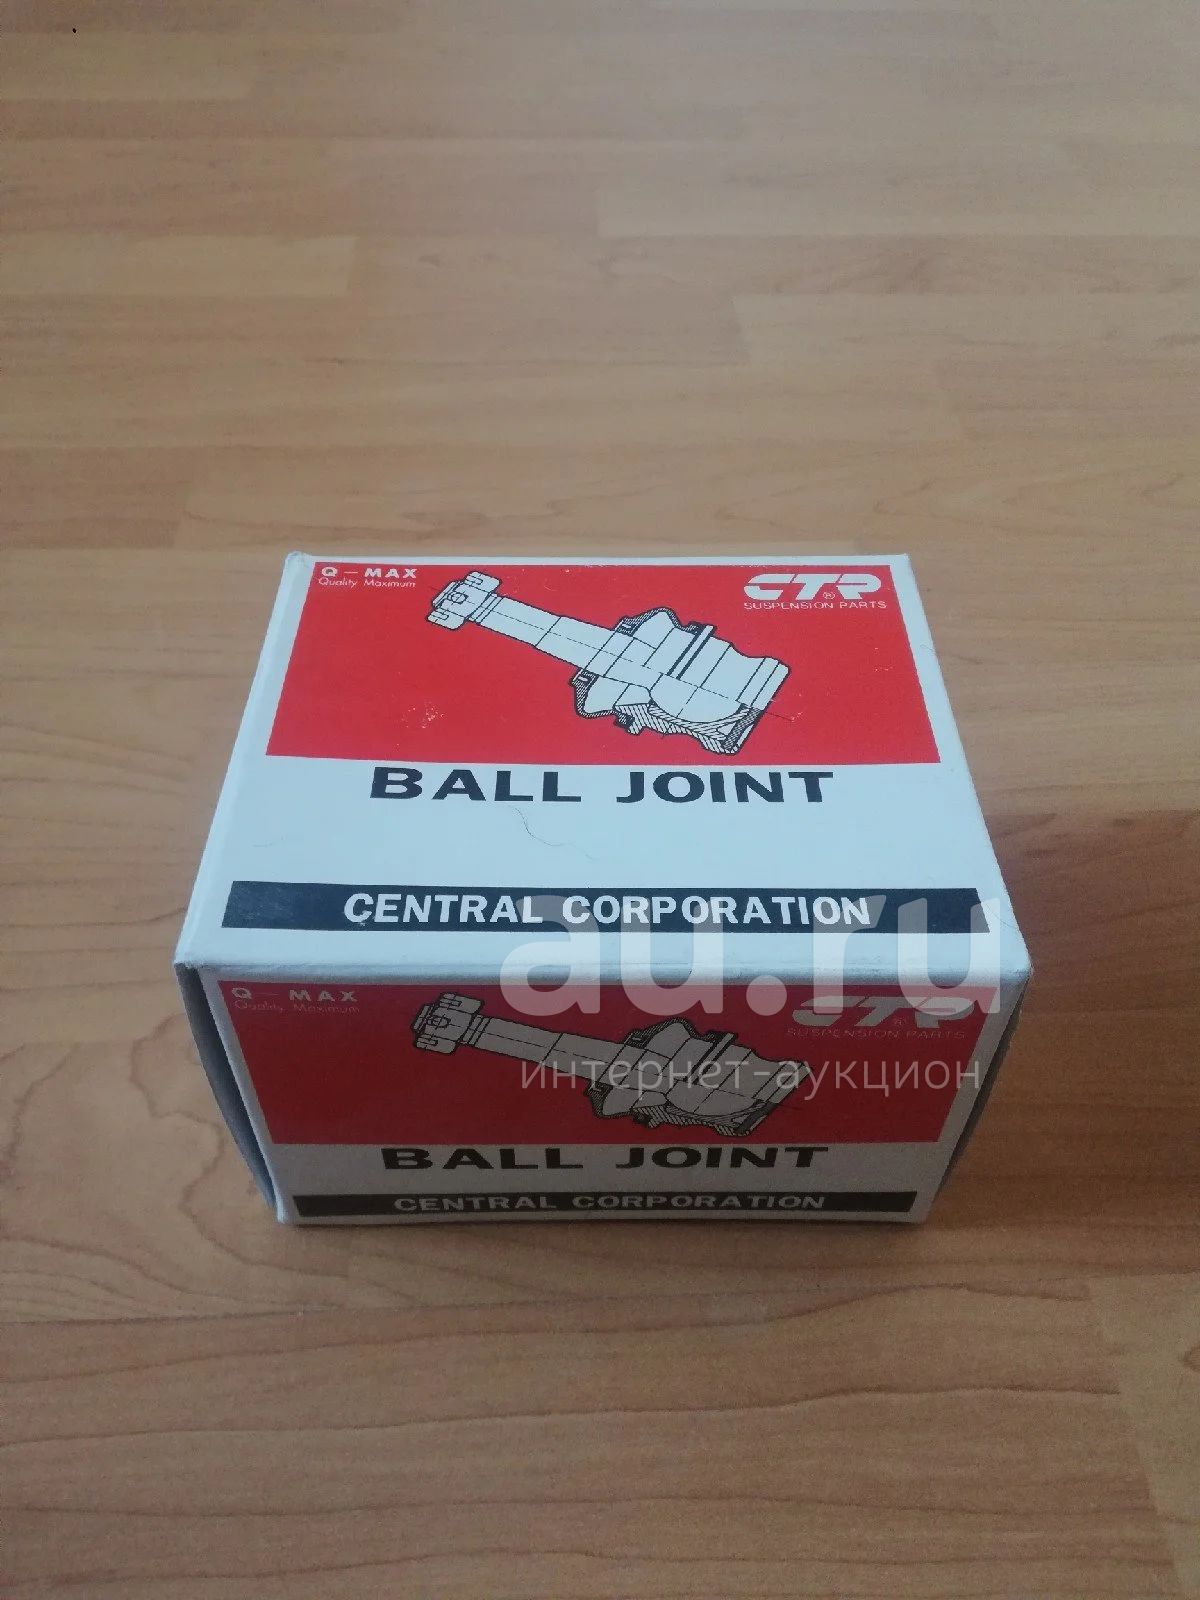 Q - MAX
Quality Maximum
CTR
®
SUSPENSION PARTS
BALL JOINT
CENTRAL CORPORATION
au.ru
Q - MAX
Quality Maximum
CTR
®
SUSPENSION PARTS
интернет-аукцион
BALL JOINT
CENTRAL CORPORATION